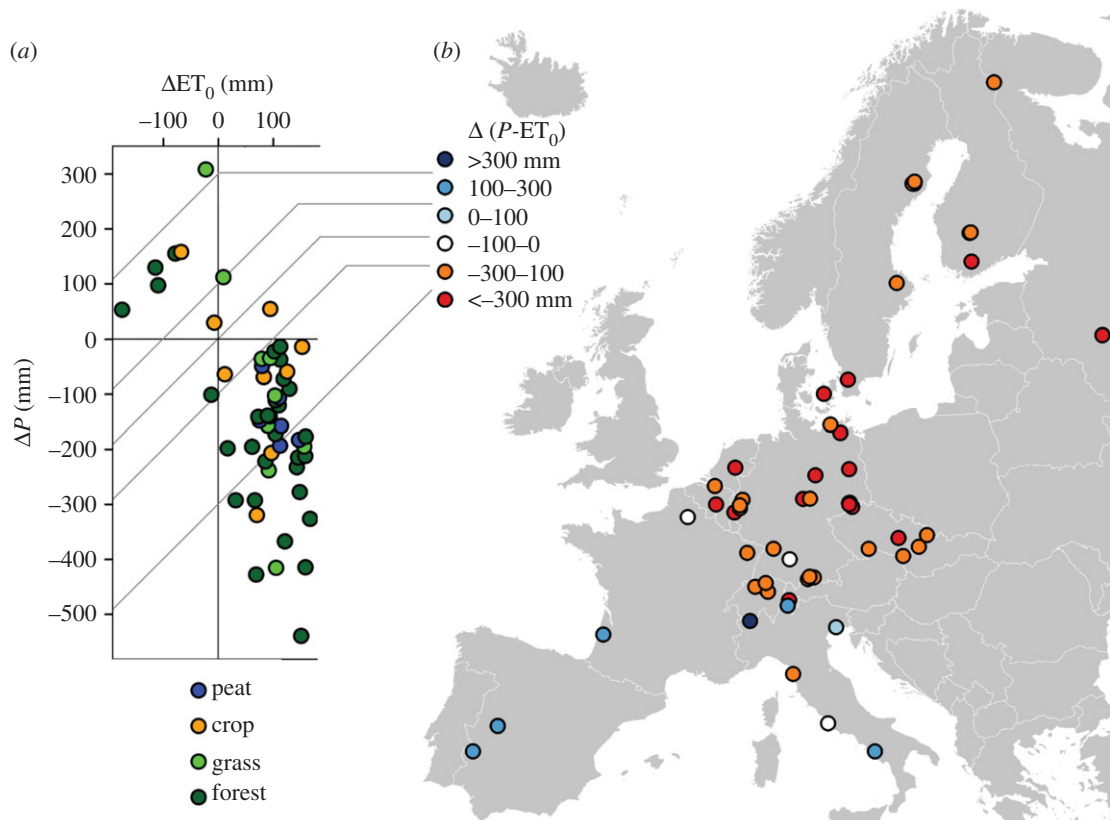 (a)
ΔET₀ (mm)
−100 0 100
ΔP (mm)
300
200
100
0
−100
−200
−300
−400
−500
peat
crop
grass
forest
(b)
Δ (P-ET₀)
>300 mm
100–300
0–100
−100–0
−300–100
<−300 mm